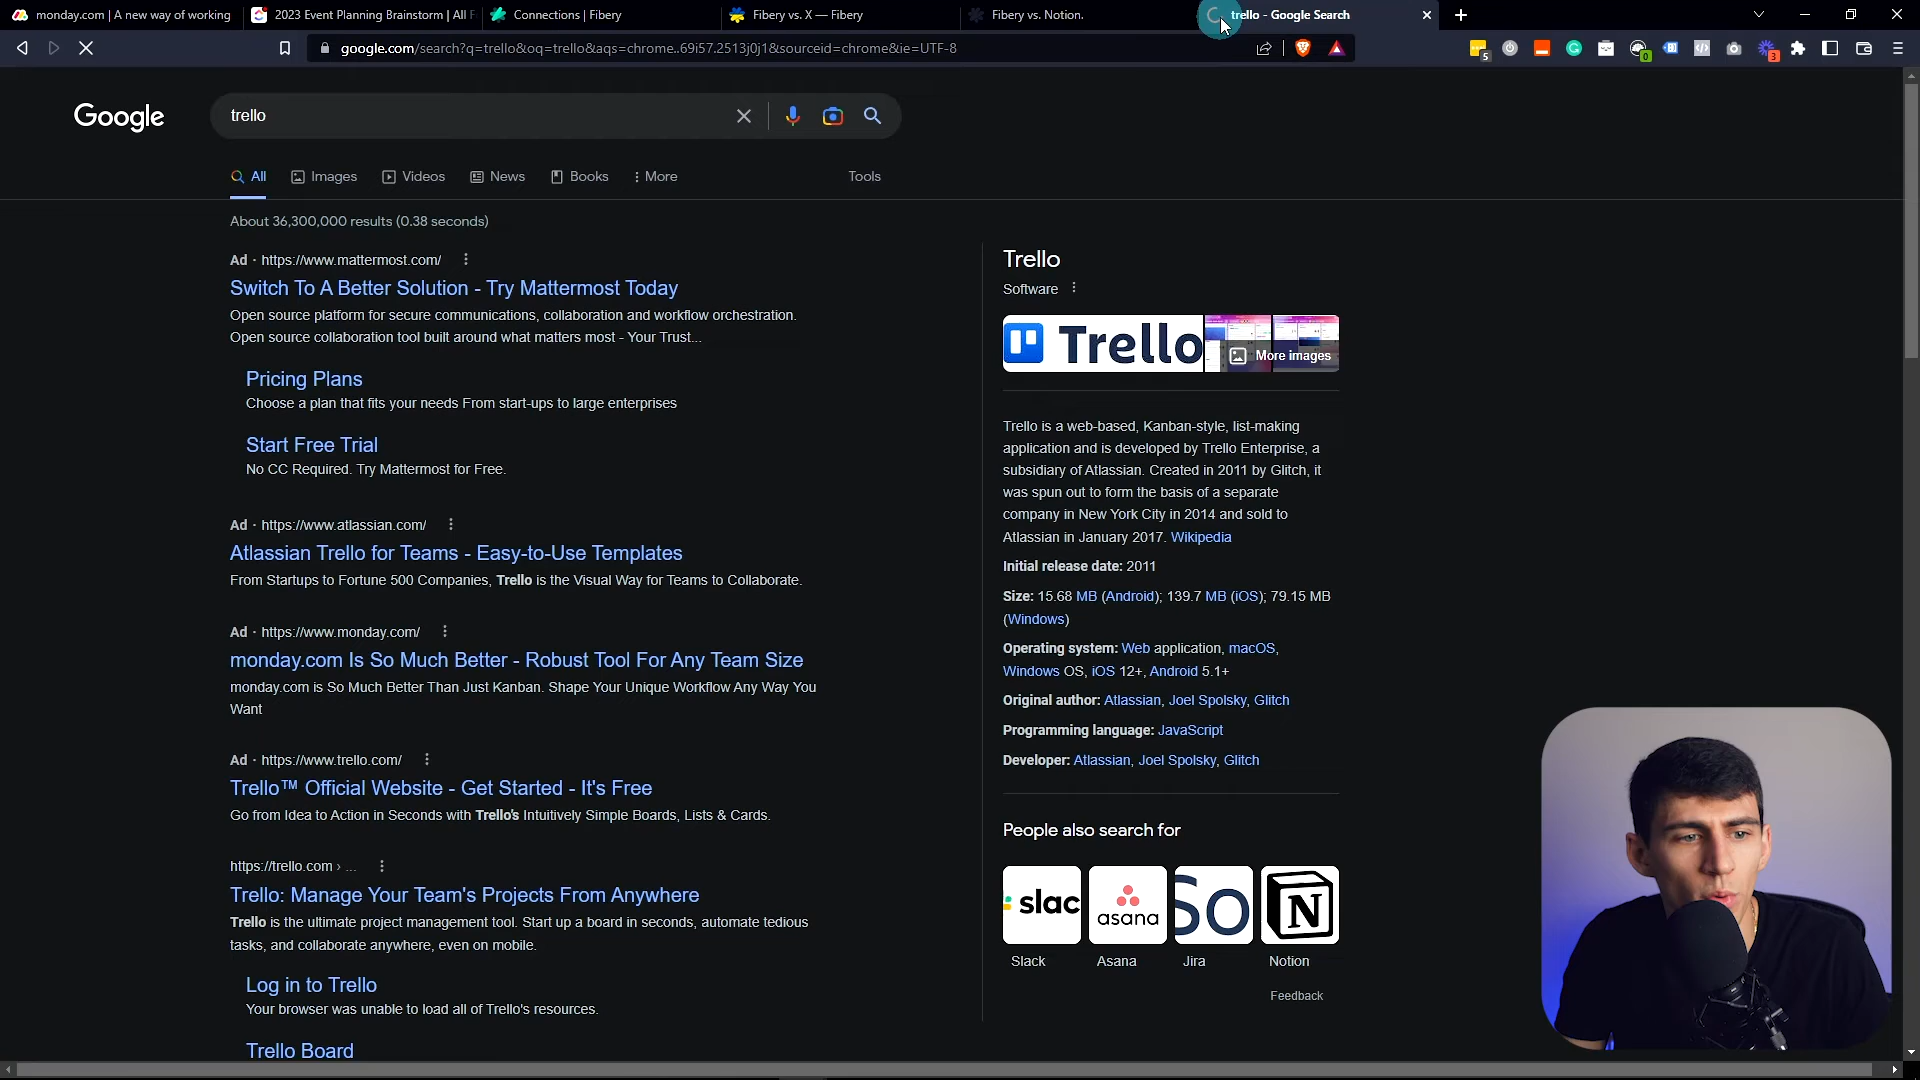 monday.com | A new way of working
2023 Event Planning Brainstorm | All F
Connections | Fibery
Fibery vs. X — Fibery
Fibery vs. Notion.
trello - Google Search
google.com/search?q=trello&oq=trello&aqs=chrome..69i57.2513j0j1&sourceid=chrome&ie=UTF-8
5
0
3
Google
trello
All
Images
Videos
News
Books
More
Tools
About 36,300,000 results (0.38 seconds)
Ad · https://www.mattermost.com/
Switch To A Better Solution - Try Mattermost Today
Open source platform for secure communications, collaboration and workflow orchestration.
Open source collaboration tool built around what matters most - Your Trust...
Pricing Plans
Choose a plan that fits your needs From start-ups to large enterprises
Start Free Trial
No CC Required. Try Mattermost for Free.
Ad · https://www.atlassian.com/
Atlassian Trello for Teams - Easy-to-Use Templates
From Startups to Fortune 500 Companies, Trello is the Visual Way for Teams to Collaborate.
Ad · https://www.monday.com/
monday.com Is So Much Better - Robust Tool For Any Team Size
monday.com is So Much Better Than Just Kanban. Shape Your Unique Workflow Any Way You
Want
Ad · https://www.trello.com/
Trello™ Official Website - Get Started - It's Free
Go from Idea to Action in Seconds with Trello's Intuitively Simple Boards, Lists & Cards.
https://trello.com › ...
Trello: Manage Your Team's Projects From Anywhere
Trello is the ultimate project management tool. Start up a board in seconds, automate tedious
tasks, and collaborate anywhere, even on mobile.
Log in to Trello
Your browser was unable to load all of Trello's resources.
Trello Board
Trello
Software
Trello
More images
Trello is a web-based, Kanban-style, list-making
application and is developed by Trello Enterprise, a
subsidiary of Atlassian. Created in 2011 by Glitch, it
was spun out to form the basis of a separate
company in New York City in 2014 and sold to
Atlassian in January 2017. Wikipedia
Initial release date: 2011
Size: 15.68 MB (Android); 139.7 MB (iOS); 79.15 MB
(Windows)
Operating system: Web application, macOS,
Windows OS, iOS 12+, Android 5.1+
Original author: Atlassian, Joel Spolsky, Glitch
Programming language: JavaScript
Developer: Atlassian, Joel Spolsky, Glitch
People also search for
slac
asana
So
N
Slack
Asana
Jira
Notion
Feedback